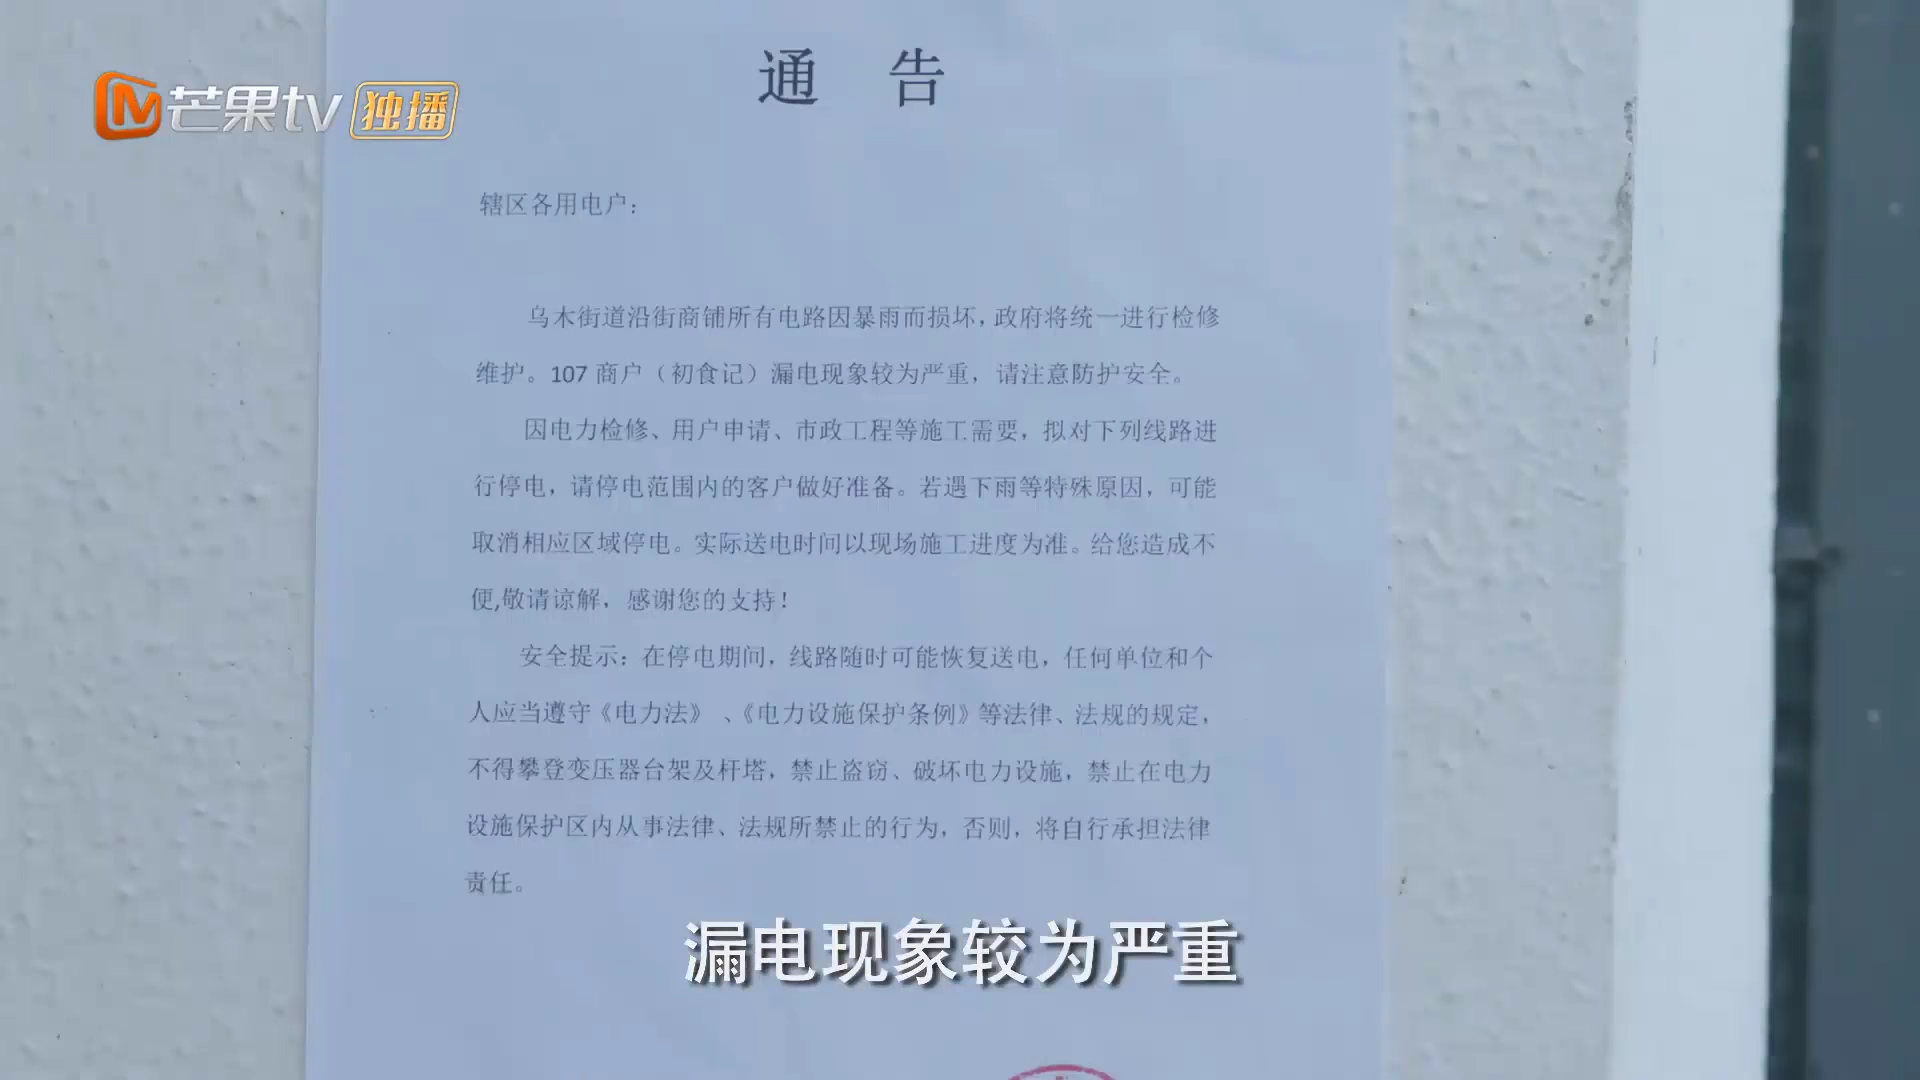 通 告
芒果tv 独播
辖区各用电户：
乌木街道沿街商铺所有电路因暴雨而损坏，政府将统一进行检修
维护。107 商户（初食记）漏电现象较为严重，请注意防护安全。
因电力检修、用户申请、市政工程等施工需要，拟对下列线路进
行停电，请停电范围内的客户做好准备。若遇下雨等特殊原因，可能
取消相应区域停电。实际送电时间以现场施工进度为准。给您造成不
便,敬请谅解，感谢您的支持！
安全提示：在停电期间，线路随时可能恢复送电，任何单位和个
人应当遵守《电力法》、《电力设施保护条例》等法律、法规的规定，
不得攀登变压器台架及杆塔，禁止盗窃、破坏电力设施，禁止在电力
设施保护区内从事法律、法规所禁止的行为，否则，将自行承担法律
责任。
漏电现象较为严重